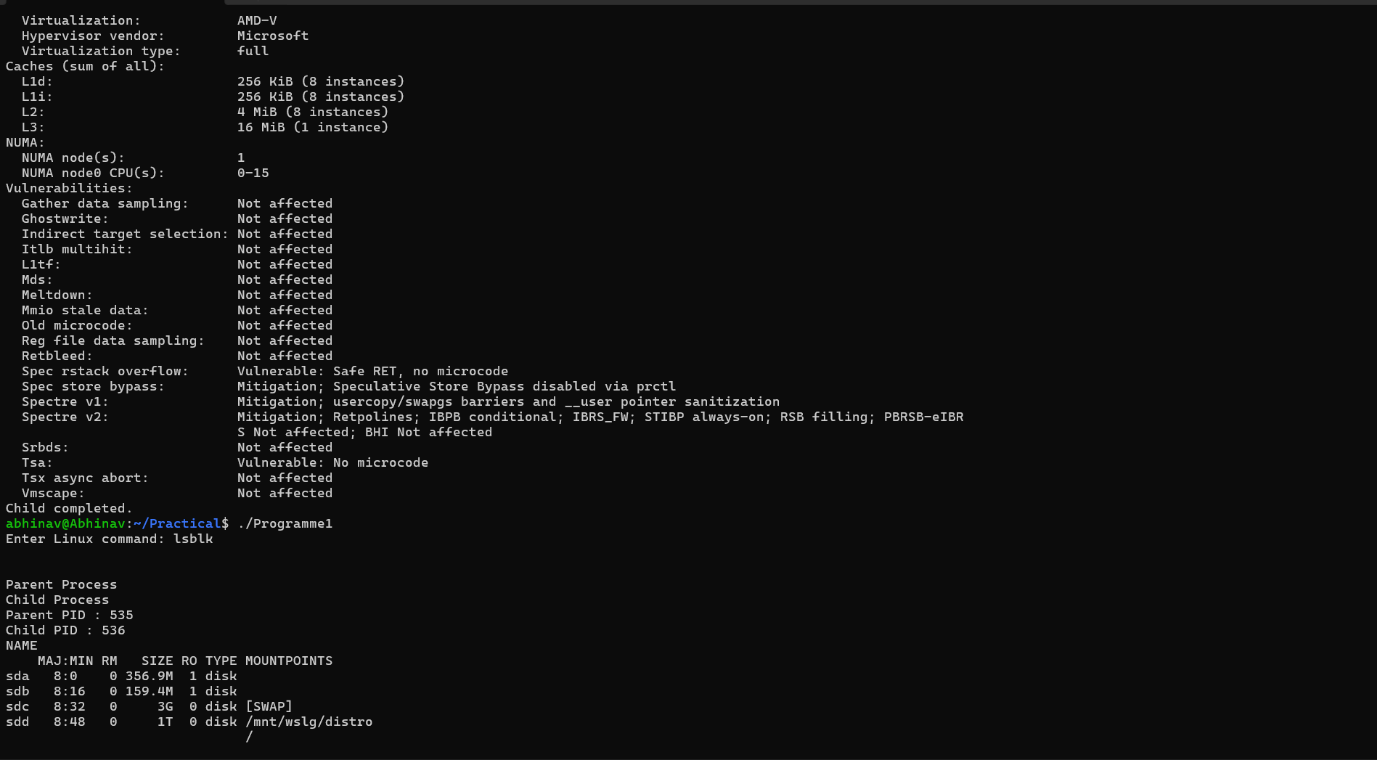 Virtualization:            AMD-V
  Hypervisor vendor:         Microsoft
  Virtualization type:       full
Caches (sum of all):
  L1d:                       256 KiB (8 instances)
  L1i:                       256 KiB (8 instances)
  L2:                        4 MiB (8 instances)
  L3:                        16 MiB (1 instance)
NUMA:
  NUMA node(s):              1
  NUMA node0 CPU(s):         0-15
Vulnerabilities:
  Gather data sampling:      Not affected
  Ghostwrite:                Not affected
  Indirect target selection: Not affected
  Itlb multihit:             Not affected
  L1tf:                      Not affected
  Mds:                       Not affected
  Meltdown:                  Not affected
  Mmio stale data:           Not affected
  Old microcode:             Not affected
  Reg file data sampling:    Not affected
  Retbleed:                  Not affected
  Spec rstack overflow:      Vulnerable: Safe RET, no microcode
  Spec store bypass:         Mitigation; Speculative Store Bypass disabled via prctl
  Spectre v1:                Mitigation; usercopy/swapgs barriers and __user pointer sanitization
  Spectre v2:                Mitigation; Retpolines; IBPB conditional; IBRS_FW; STIBP always-on; RSB filling; PBRSB-eIBR
                             S Not affected; BHI Not affected
  Srbds:                     Not affected
  Tsa:                       Vulnerable: No microcode
  Tsx async abort:           Not affected
  Vmscape:                   Not affected
Child completed.
abhinav@Abhinav:~/Practical$ ./Programme1
Enter Linux command: lsblk
Parent Process
Child Process
Parent PID : 535
Child PID : 536
NAME
    MAJ:MIN RM   SIZE RO TYPE MOUNTPOINTS
sda   8:0    0 356.9M  1 disk
sdb   8:16   0 159.4M  1 disk
sdc   8:32   0     3G  0 disk [SWAP]
sdd   8:48   0     1T  0 disk /mnt/wslg/distro
                              /